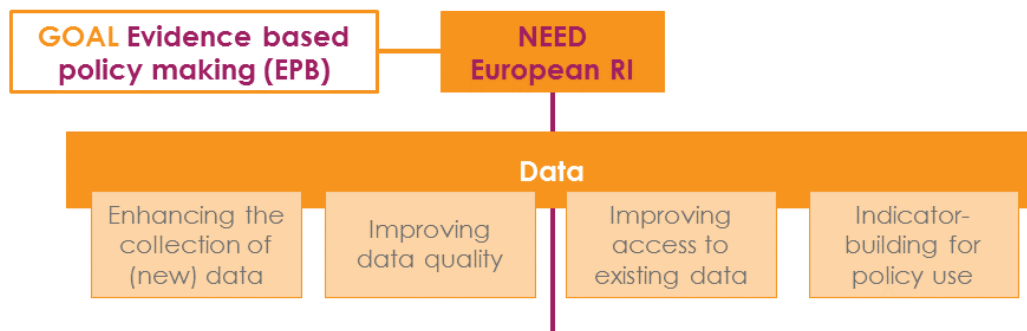 GOAL Evidence based
policy making (EPB)
NEED
European RI
Data
Enhancing the
collection of
(new) data
Improving
data quality
Improving
access to
existing data
Indicator-
building for
policy use